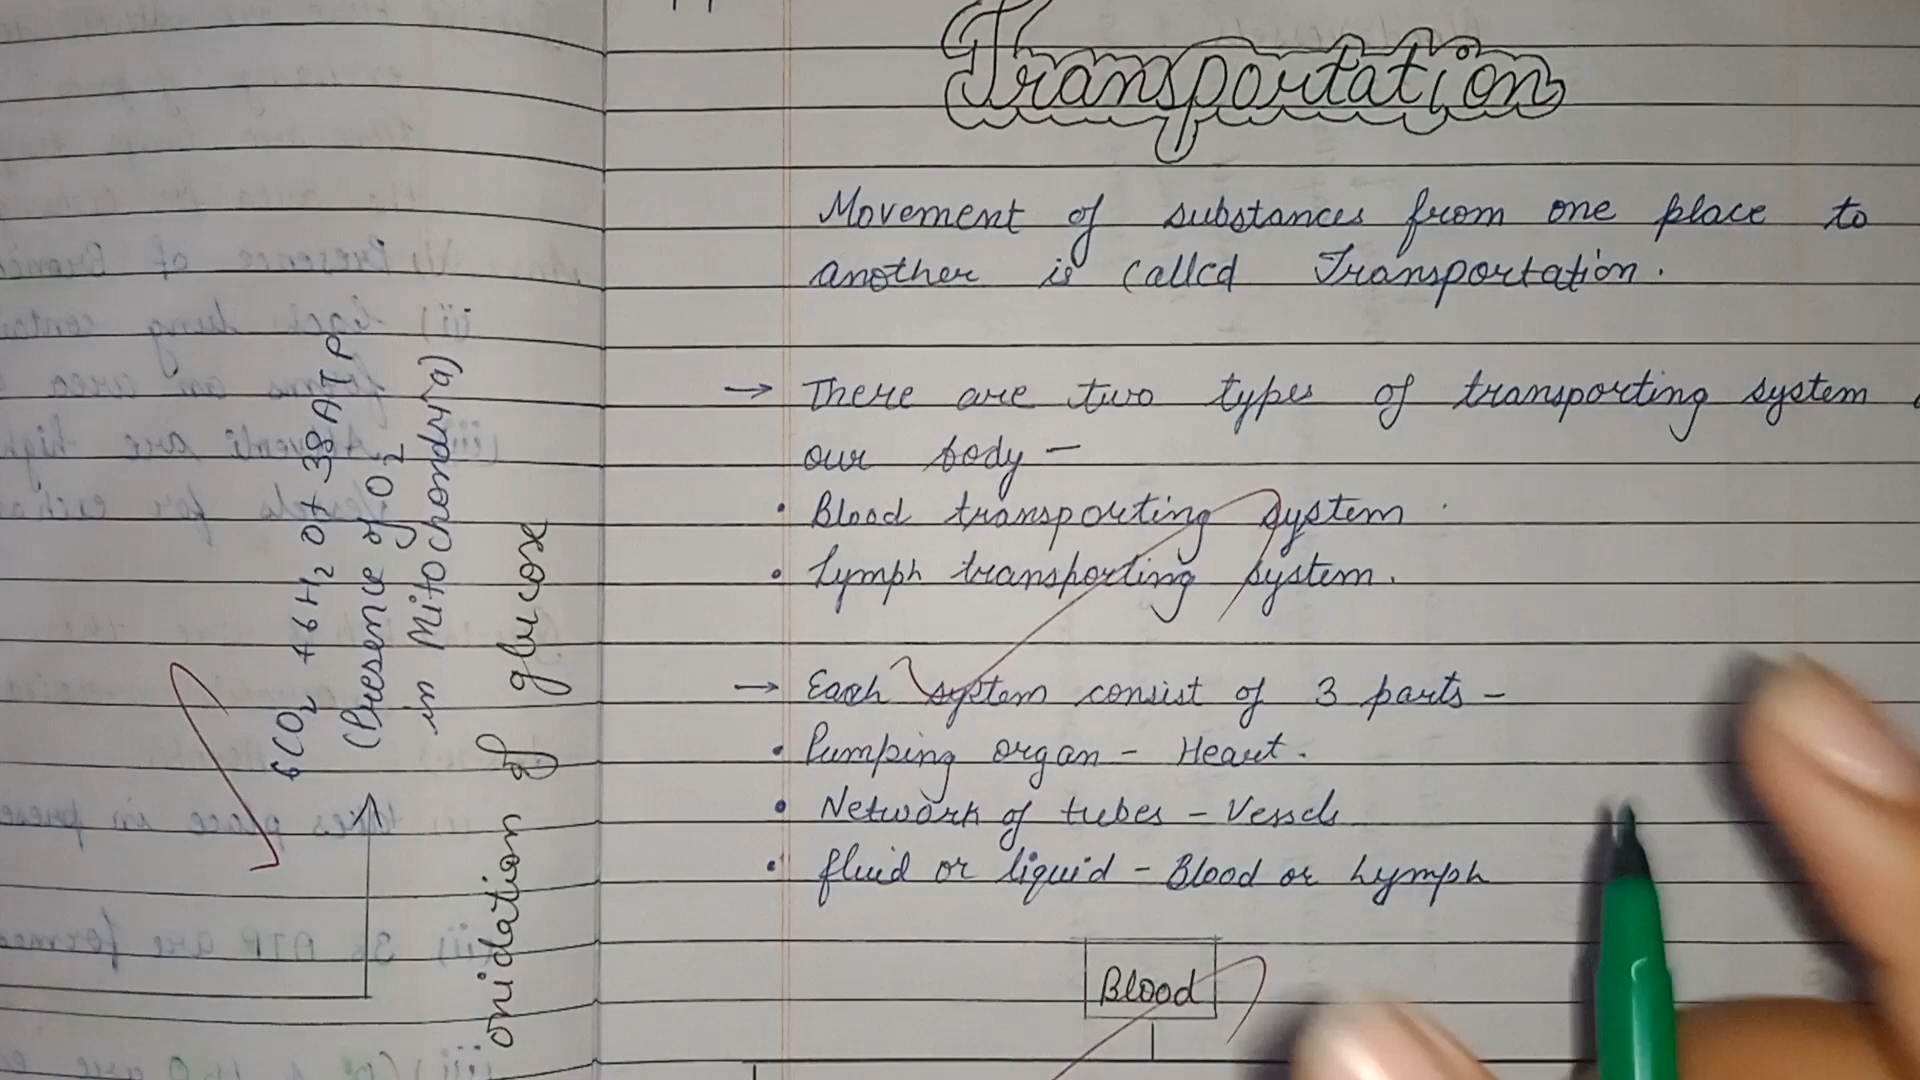 Transportation
Movement of substances from one place to
another is called Transportation.
→ There are two types of transporting system
our body –
• Blood transporting system
• Lymph transporting system.
→ Each system consist of 3 parts –
• Pumping organ – Heart.
• Network of tubes – Vessels
• fluid or liquid – Blood or Lymph
Blood
6CO2 + 6H2O + 38ATP
(Presence of O2
in Mitochondria)
oxidation of glucose